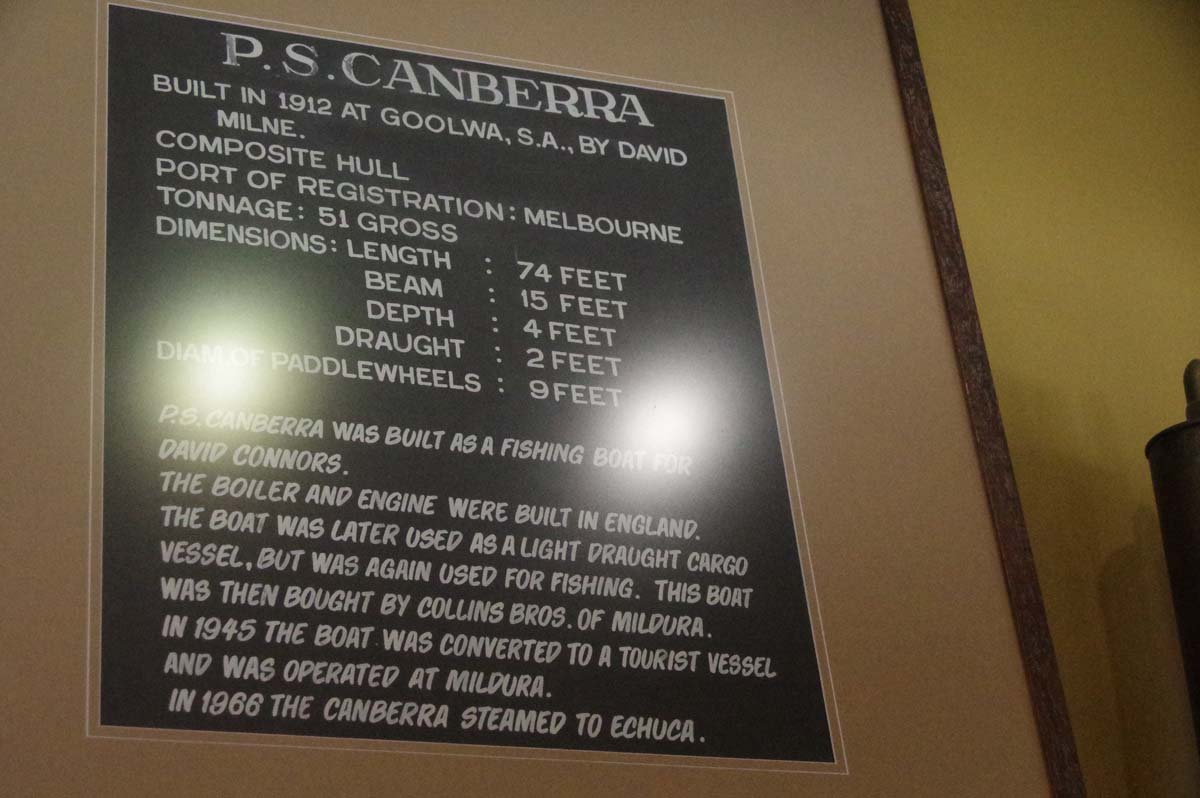 P.S. CANBERRA
BUILT IN 1912 AT GOOLWA, S.A., BY DAVID
MILNE.
COMPOSITE HULL
PORT OF REGISTRATION: MELBOURNE
TONNAGE: 51 GROSS
DIMENSIONS: LENGTH : 74 FEET
BEAM : 15 FEET
DEPTH : 4 FEET
DRAUGHT : 2 FEET
DIAM. OF PADDLEWHEELS : 9 FEET
P.S. CANBERRA WAS BUILT AS A FISHING BOAT FOR
DAVID CONNORS.
THE BOILER AND ENGINE WERE BUILT IN ENGLAND.
THE BOAT WAS LATER USED AS A LIGHT DRAUGHT CARGO
VESSEL, BUT WAS AGAIN USED FOR FISHING. THIS BOAT
WAS THEN BOUGHT BY COLLINS BROS. OF MILDURA.
IN 1945 THE BOAT WAS CONVERTED TO A TOURIST VESSEL
AND WAS OPERATED AT MILDURA.
IN 1966 THE CANBERRA STEAMED TO ECHUCA.